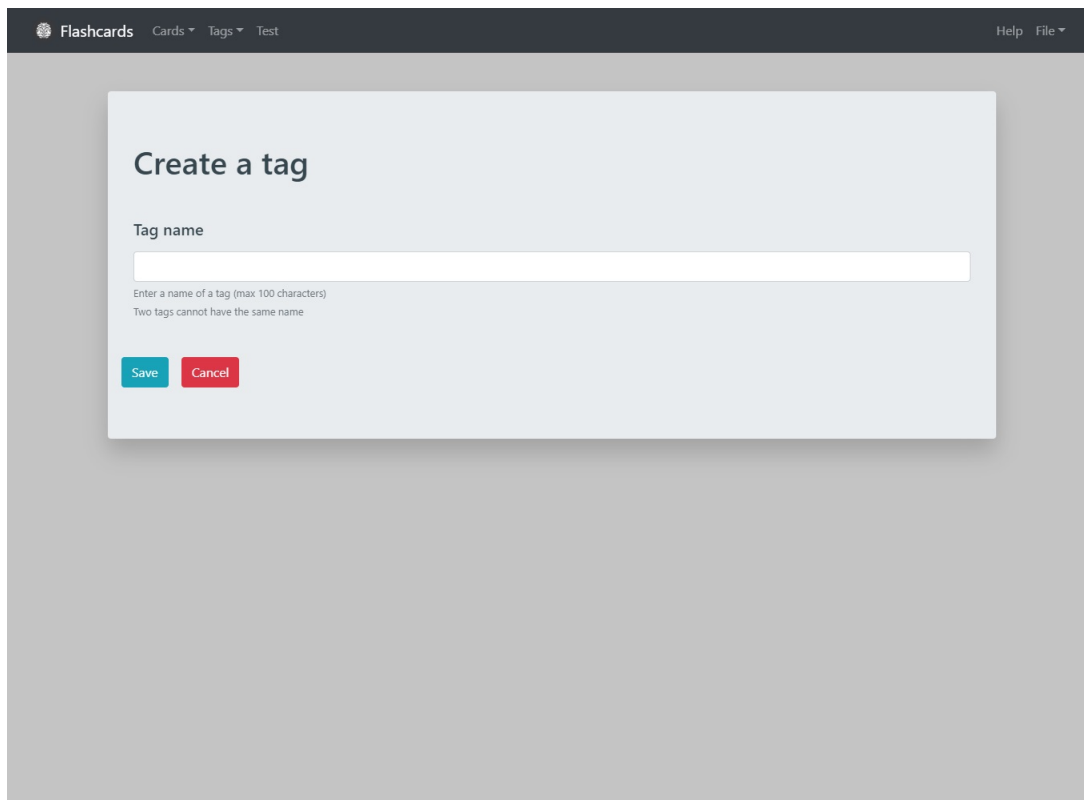 Flashcards Cards Tags Test Help File
Create a tag
Tag name
Enter a name of a tag (max 100 characters)
Two tags cannot have the same name
Save Cancel